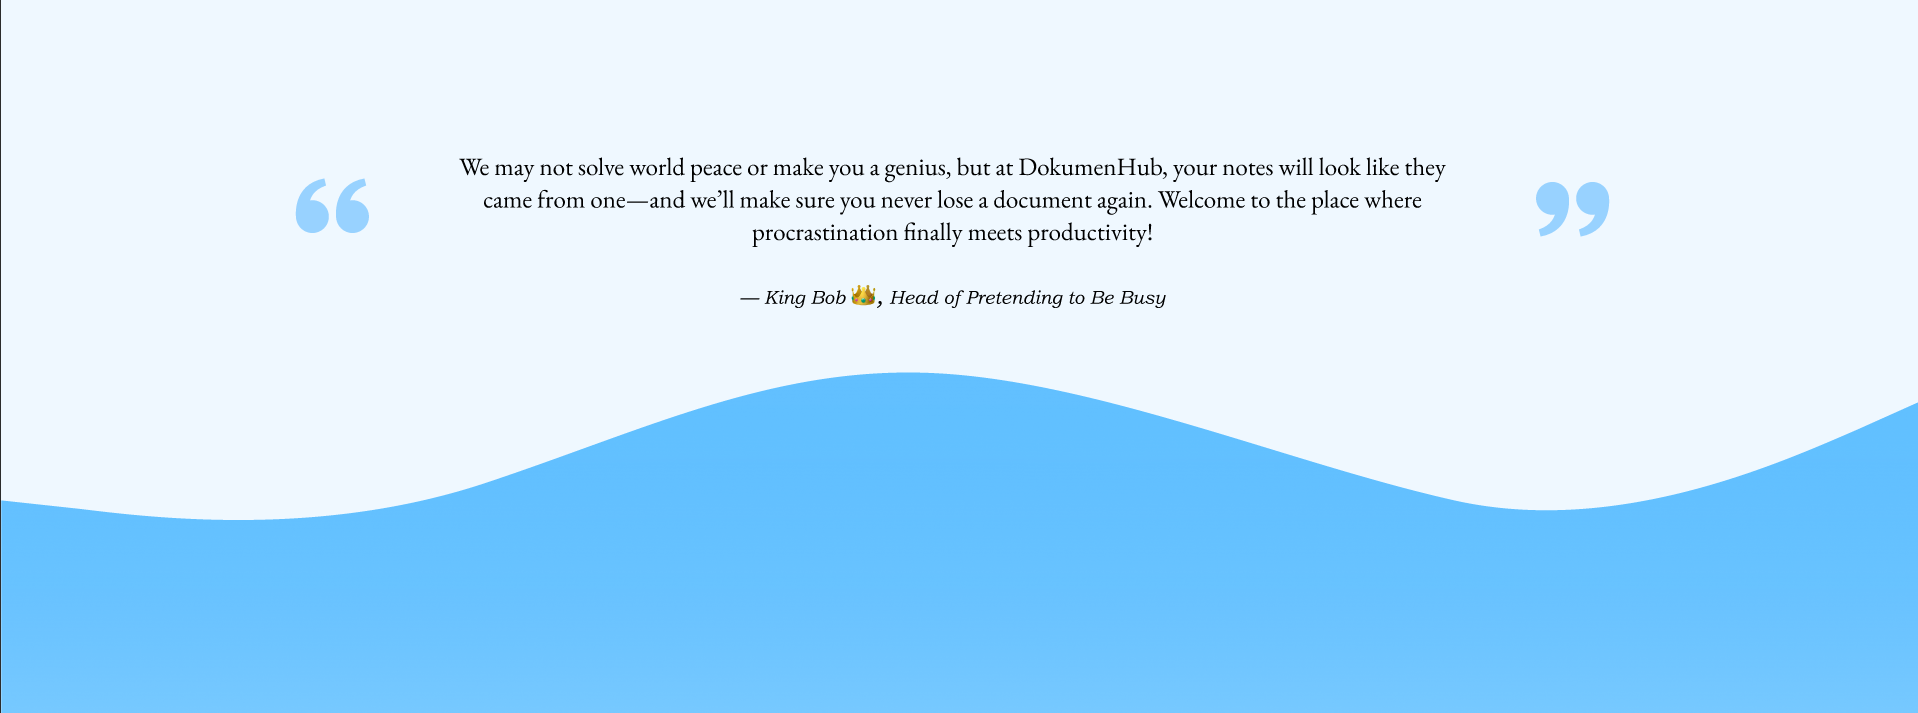 We may not solve world peace or make you a genius, but at DokumenHub, your notes will look like they
came from one—and we’ll make sure you never lose a document again. Welcome to the place where
procrastination finally meets productivity!
— King Bob 👑, Head of Pretending to Be Busy